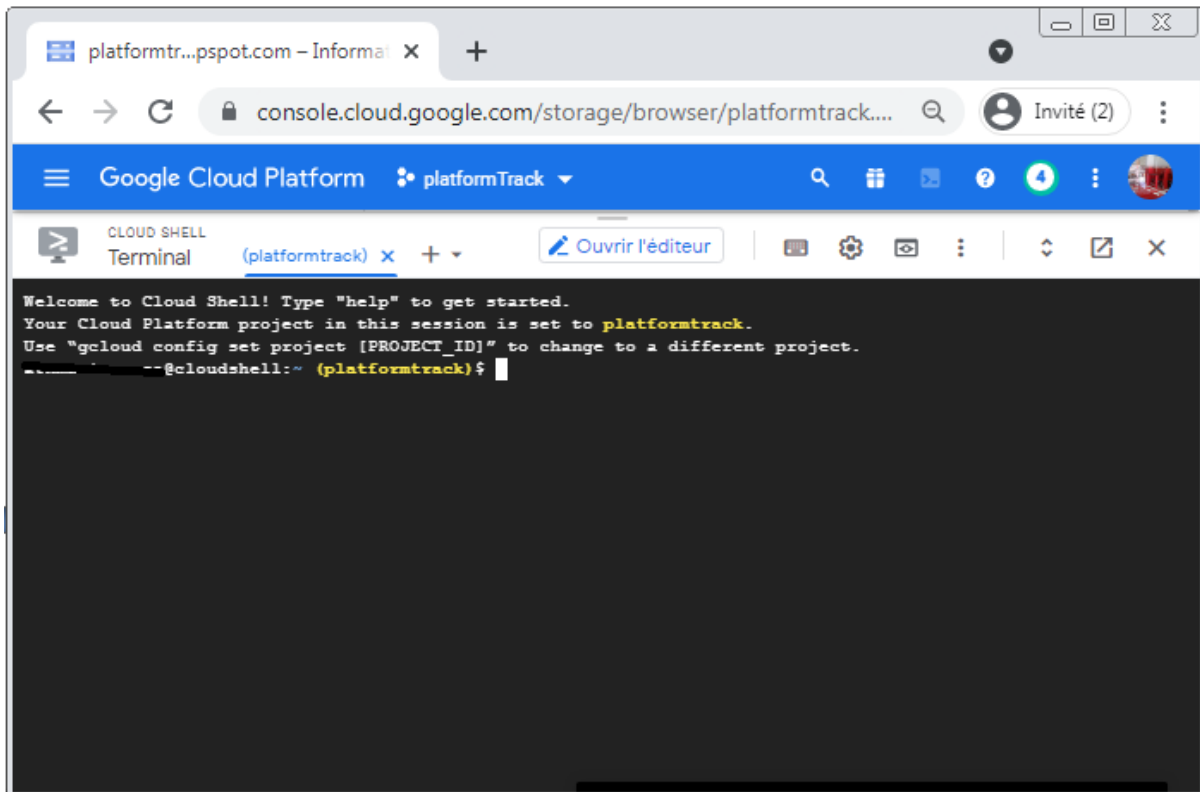 platformtr...pspot.com – Informat
console.cloud.google.com/storage/browser/platformtrack....
Invité (2)
Google Cloud Platform
platformTrack
4
CLOUD SHELL
Terminal
(platformtrack)
Ouvrir l'éditeur
Welcome to Cloud Shell! Type "help" to get started.
Your Cloud Platform project in this session is set to platformtrack.
Use “gcloud config set project [PROJECT_ID]” to change to a different project.
@cloudshell:~ (platformtrack)$